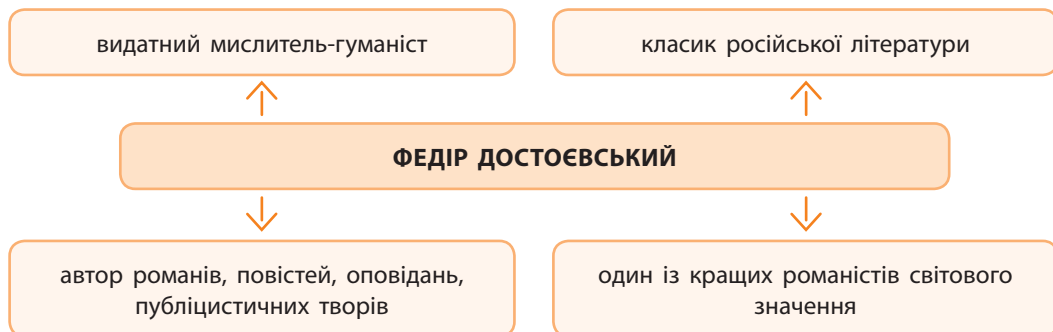 видатний мислитель-гуманіст
класик російської літератури
ФЕДІР ДОСТОЄВСЬКИЙ
автор романів, повістей, оповідань,
публіцистичних творів
один із кращих романістів світового
значення